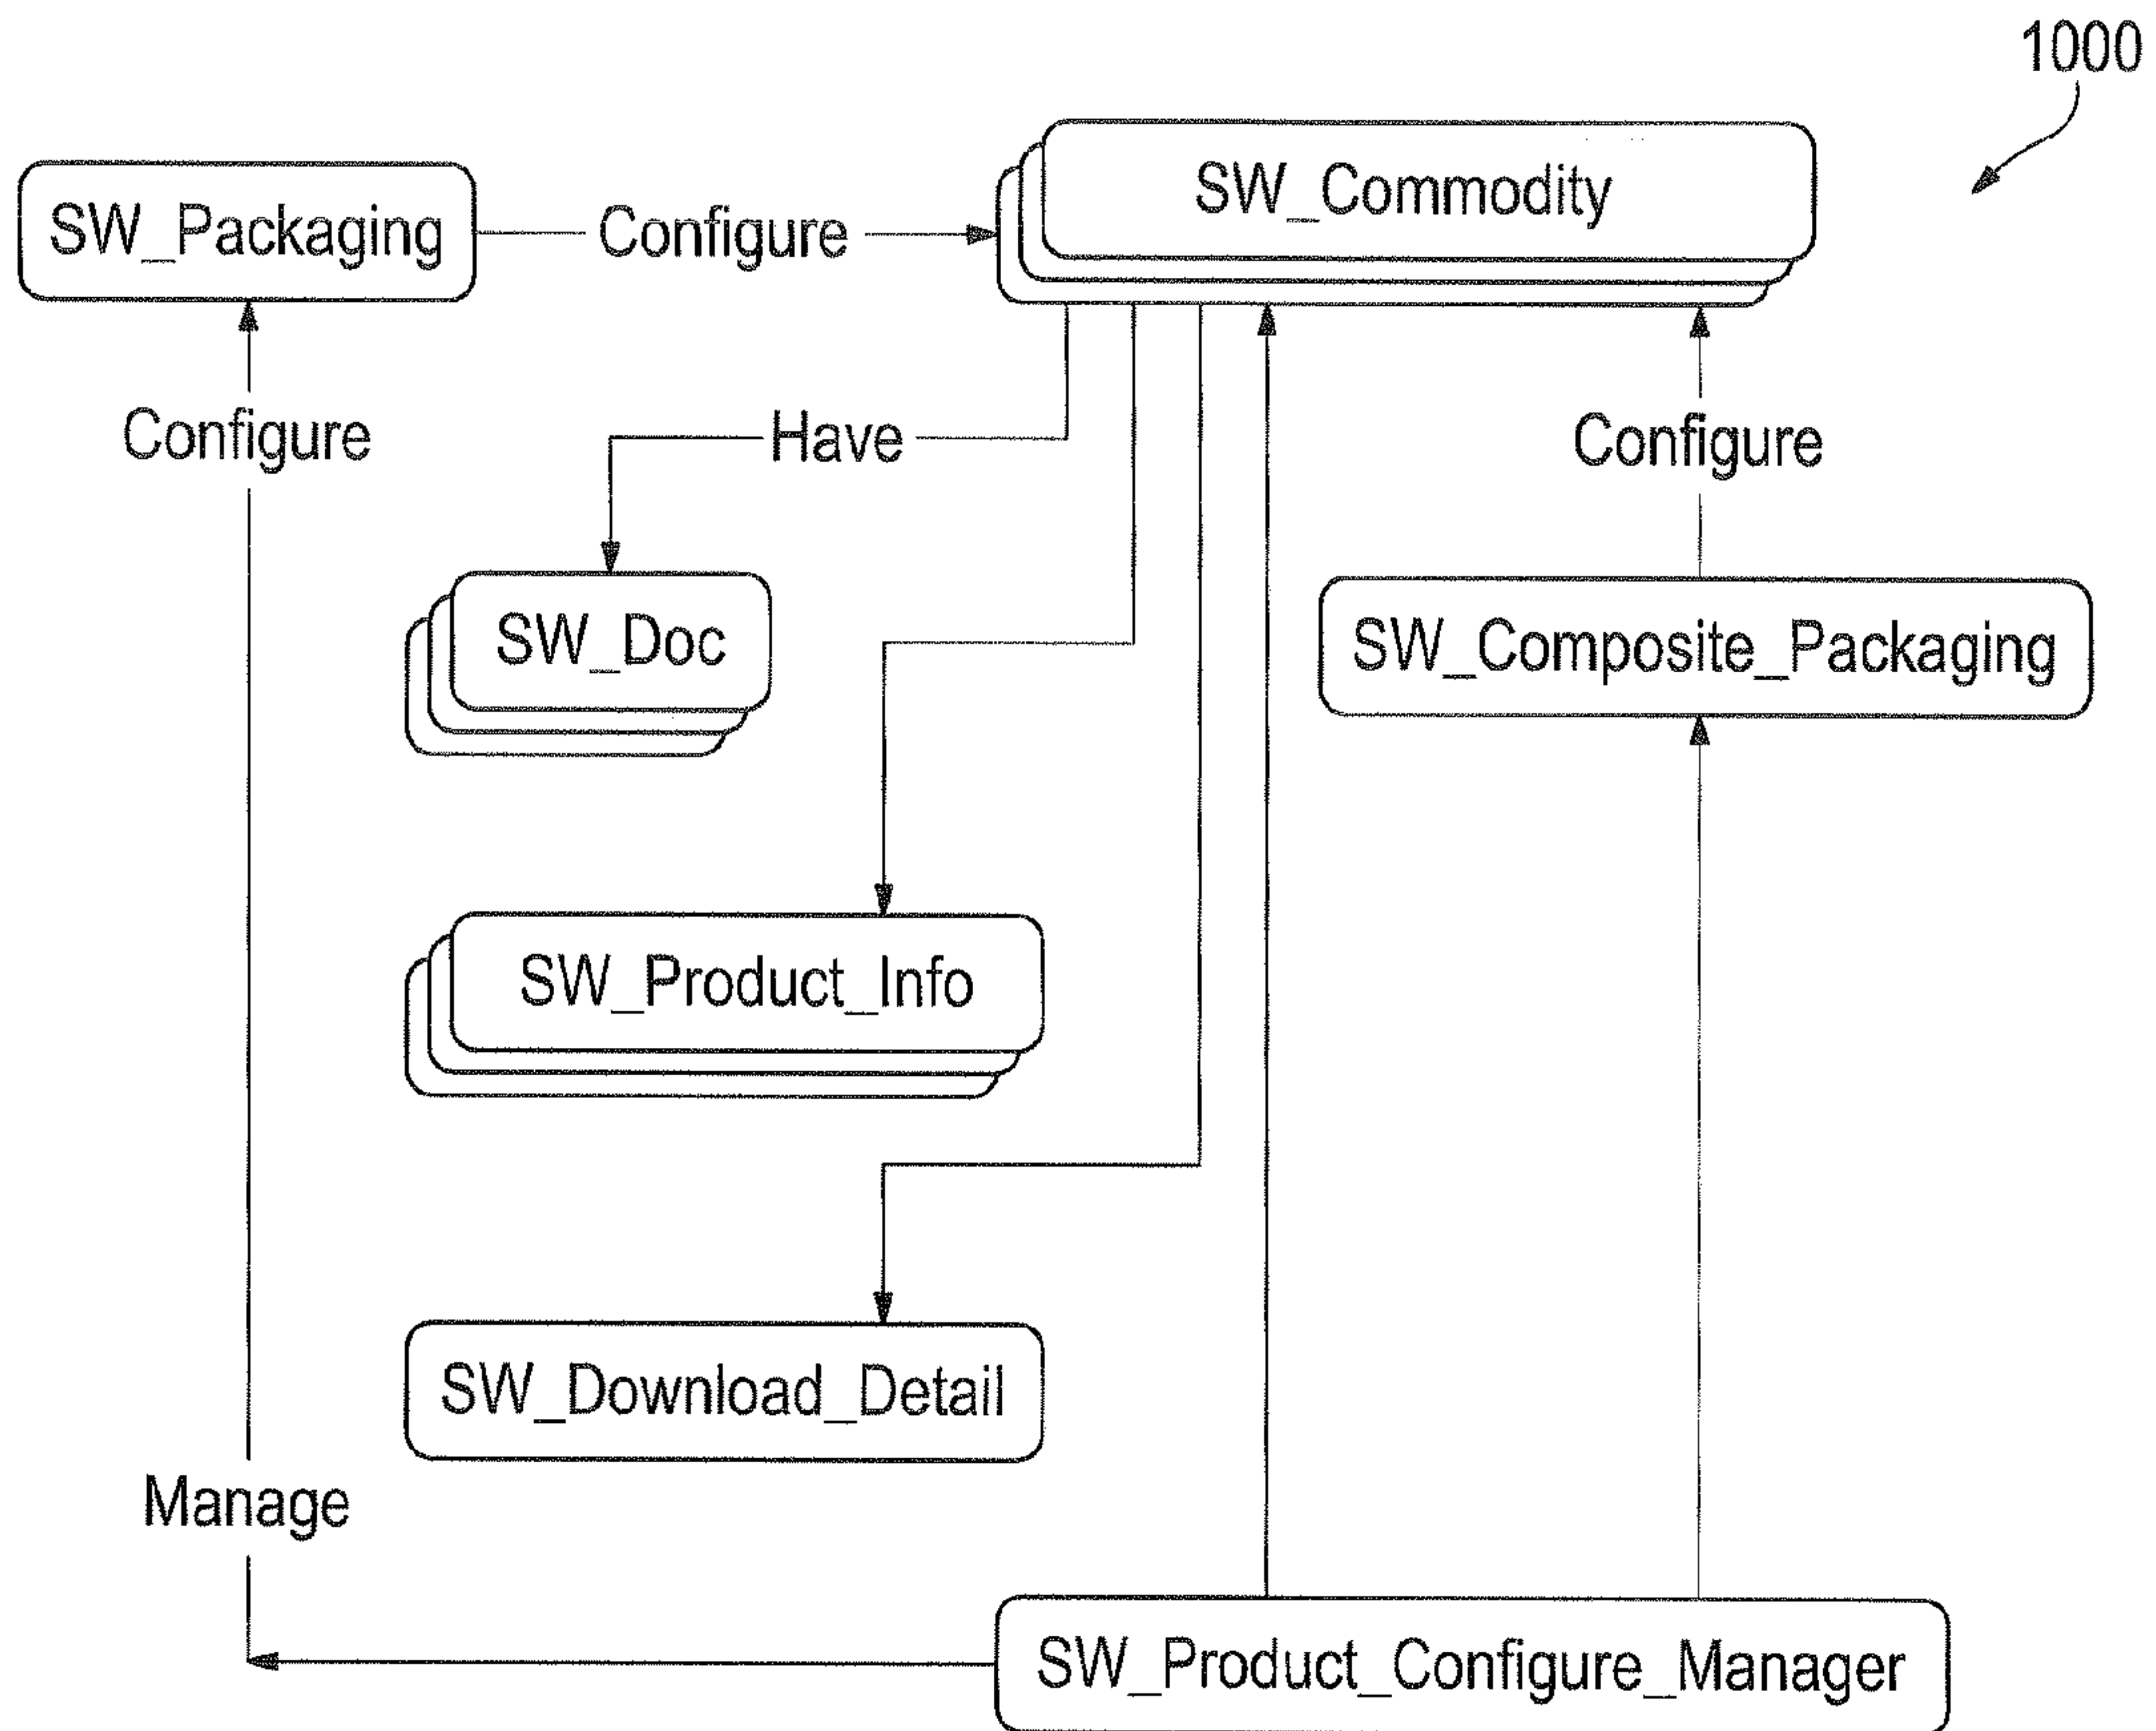 1000
SW_Commodity
SW_Packaging
Configure
Configure
Have
Configure
SW_Doc
SW_Composite_Packaging
SW_Product_Info
SW_Download_Detail
Manage
SW_Product_Configure_Manager